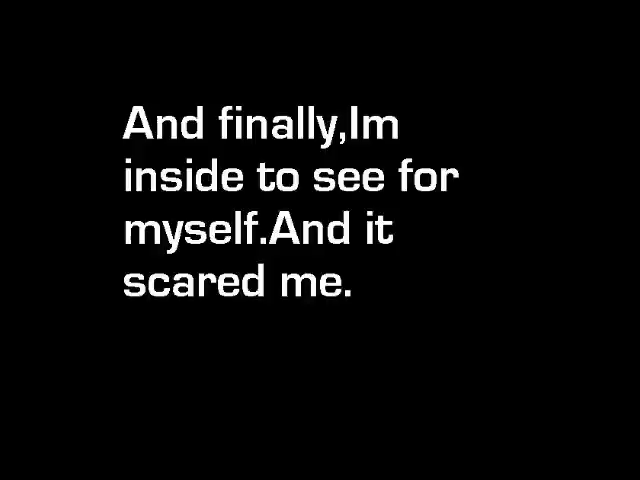 And finally,Im
inside to see for
myself.And it
scared me.